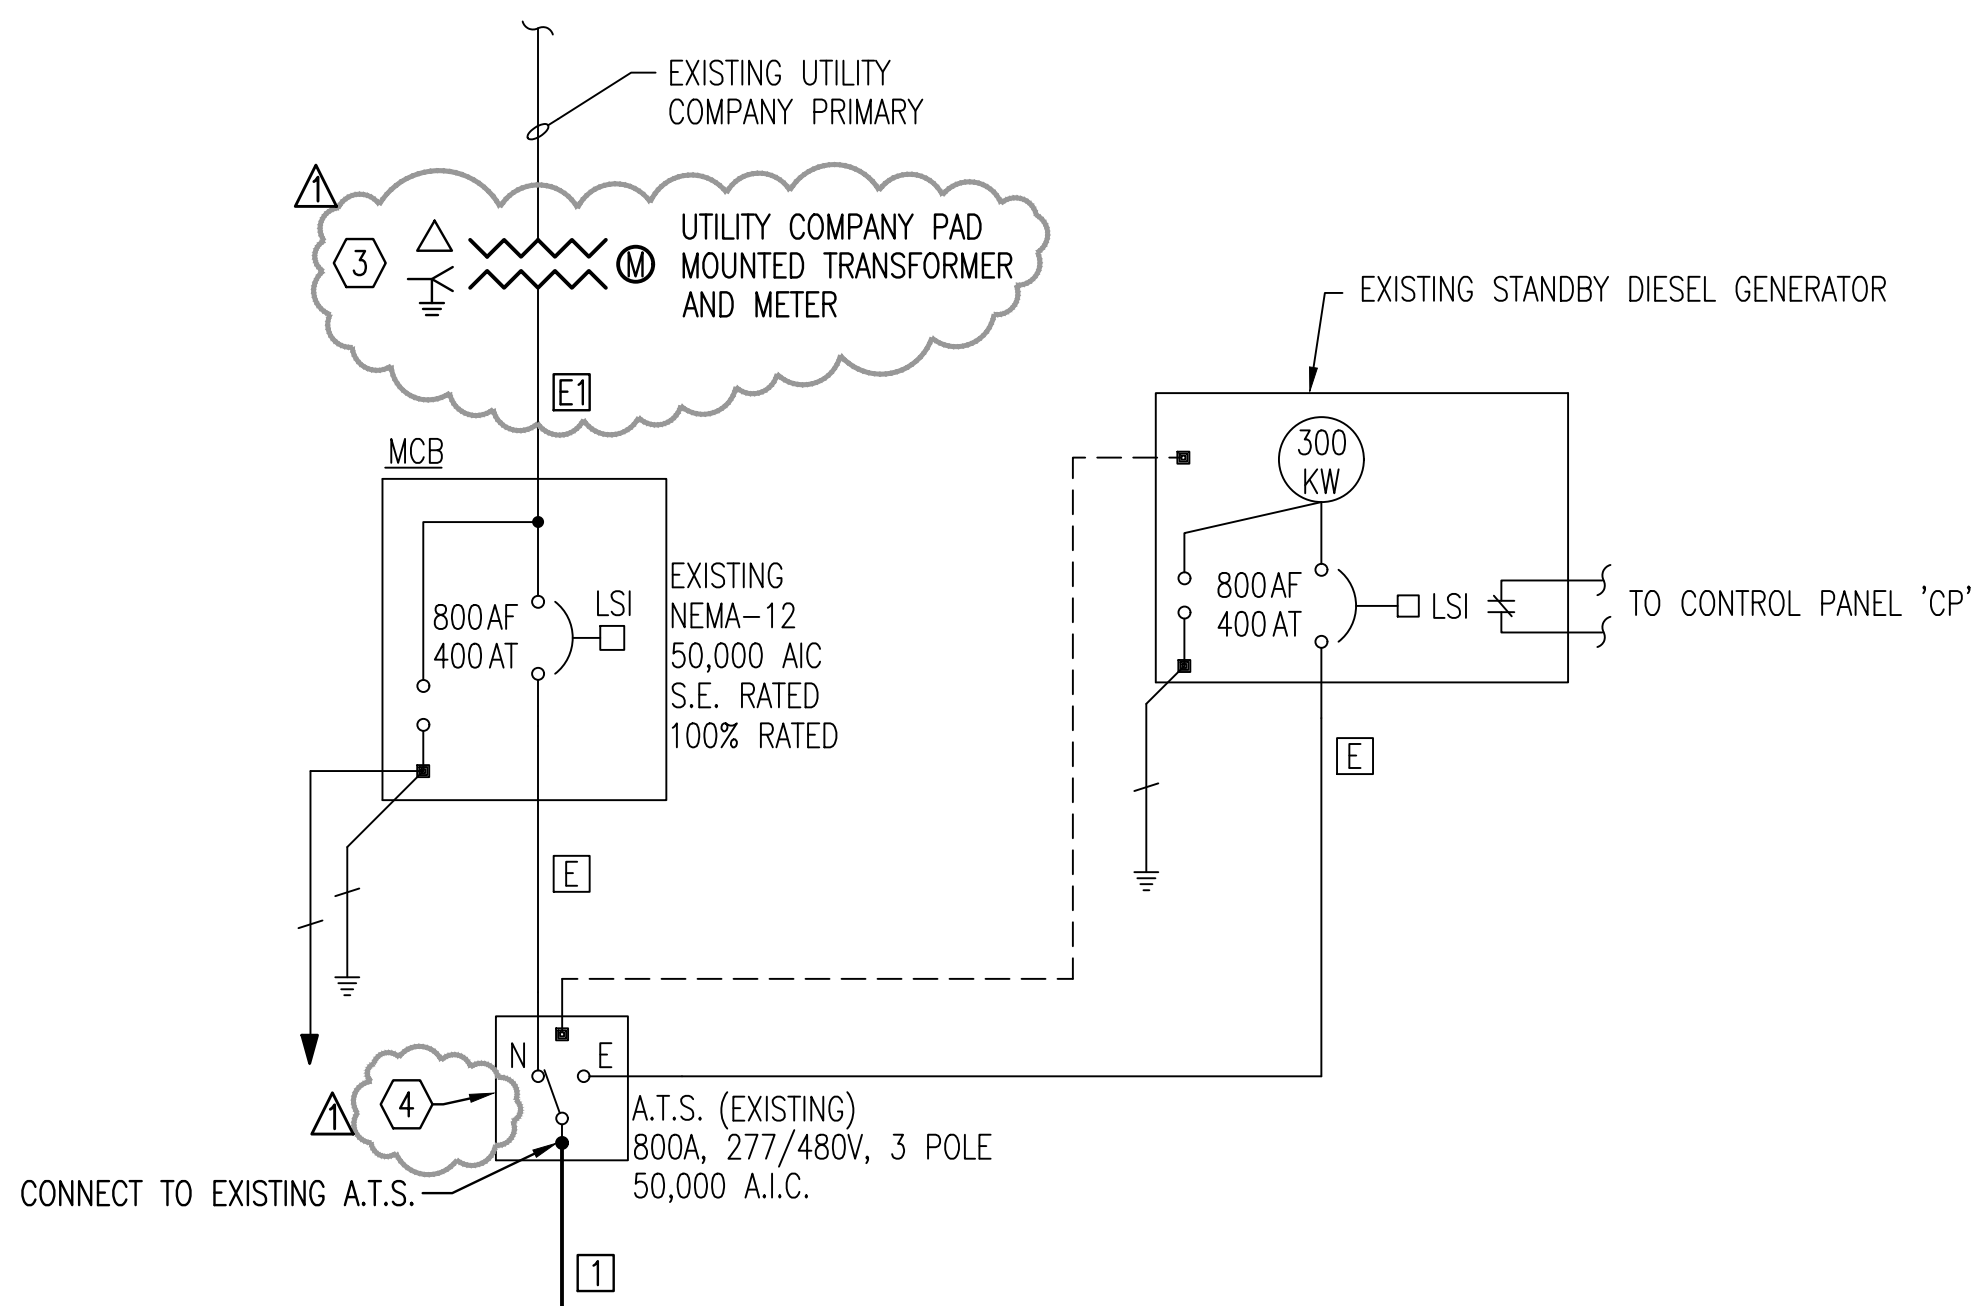 EXISTING UTILITY
COMPANY PRIMARY
1
3
M
UTILITY COMPANY PAD
MOUNTED TRANSFORMER
AND METER
E1
EXISTING STANDBY DIESEL GENERATOR
300
KW
800AF
400AT
LSI
TO CONTROL PANEL 'CP'
E
MCB
800AF
400AT
LSI
EXISTING
NEMA-12
50,000 AIC
S.E. RATED
100% RATED
E
N E
1
4
A.T.S. (EXISTING)
800A, 277/480V, 3 POLE
50,000 A.I.C.
CONNECT TO EXISTING A.T.S.
1